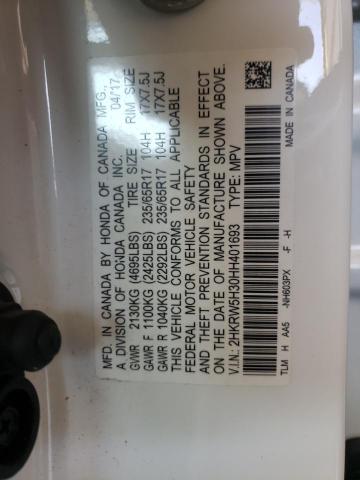 MFD. IN CANADA BY HONDA OF CANADA MFG.,
A DIVISION OF HONDA CANADA INC. 04/17
GVWR 2130KG (4695LBS) TIRE SIZE RIM SIZE
GAWR F 1100KG (2425LBS) 235/65R17 104H 17X7.5J
GAWR R 1040KG (2292LBS) 235/65R17 104H 17X7.5J
THIS VEHICLE CONFORMS TO ALL APPLICABLE
FEDERAL MOTOR VEHICLE SAFETY
AND THEFT PREVENTION STANDARDS IN EFFECT
ON THE DATE OF MANUFACTURE SHOWN ABOVE.
V.I.N.: 2HKRW5H30HH401693 TYPE: MPV
TLM H AA5 -NH603PX -F -H MADE IN CANADA